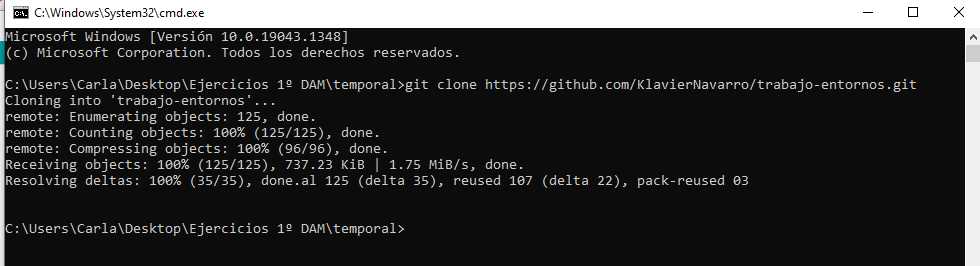 C:\Windows\System32\cmd.exe
Microsoft Windows [Versión 10.0.19043.1348]
(c) Microsoft Corporation. Todos los derechos reservados.
C:\Users\Carla\Desktop\Ejercicios 1º DAM\temporal>git clone https://github.com/KlavierNavarro/trabajo-entornos.git
Cloning into 'trabajo-entornos'...
remote: Enumerating objects: 125, done.
remote: Counting objects: 100% (125/125), done.
remote: Compressing objects: 100% (96/96), done.
Receiving objects: 100% (125/125), 737.23 KiB | 1.75 MiB/s, done.
Resolving deltas: 100% (35/35), done.al 125 (delta 35), reused 107 (delta 22), pack-reused 03
C:\Users\Carla\Desktop\Ejercicios 1º DAM\temporal>